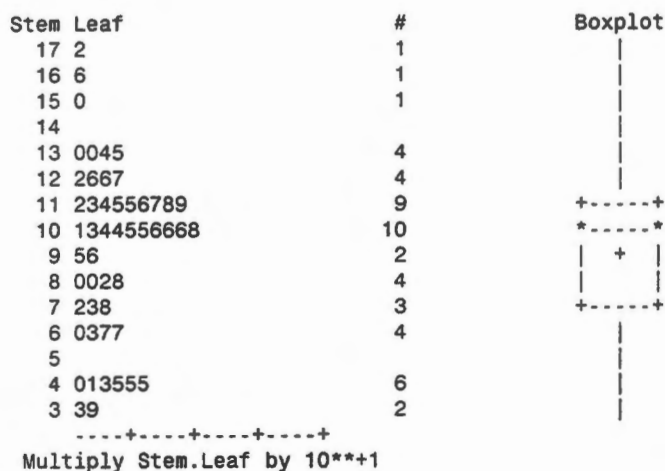 Stem Leaf                      #          Boxplot
  17 2                         1             |
  16 6                         1             |
  15 0                         1             |
  14                                         |
  13 0045                      4             |
  12 2667                      4             |
  11 234556789                 9          +-----+
  10 1344556668               10          *-----*
   9 56                        2          |  +  |
   8 0028                      4          |     |
   7 238                       3          +-----+
   6 0377                      4             |
   5                                         |
   4 013555                    6             |
   3 39                        2             |
     ----+----+----+----+
 Multiply Stem.Leaf by 10**+1